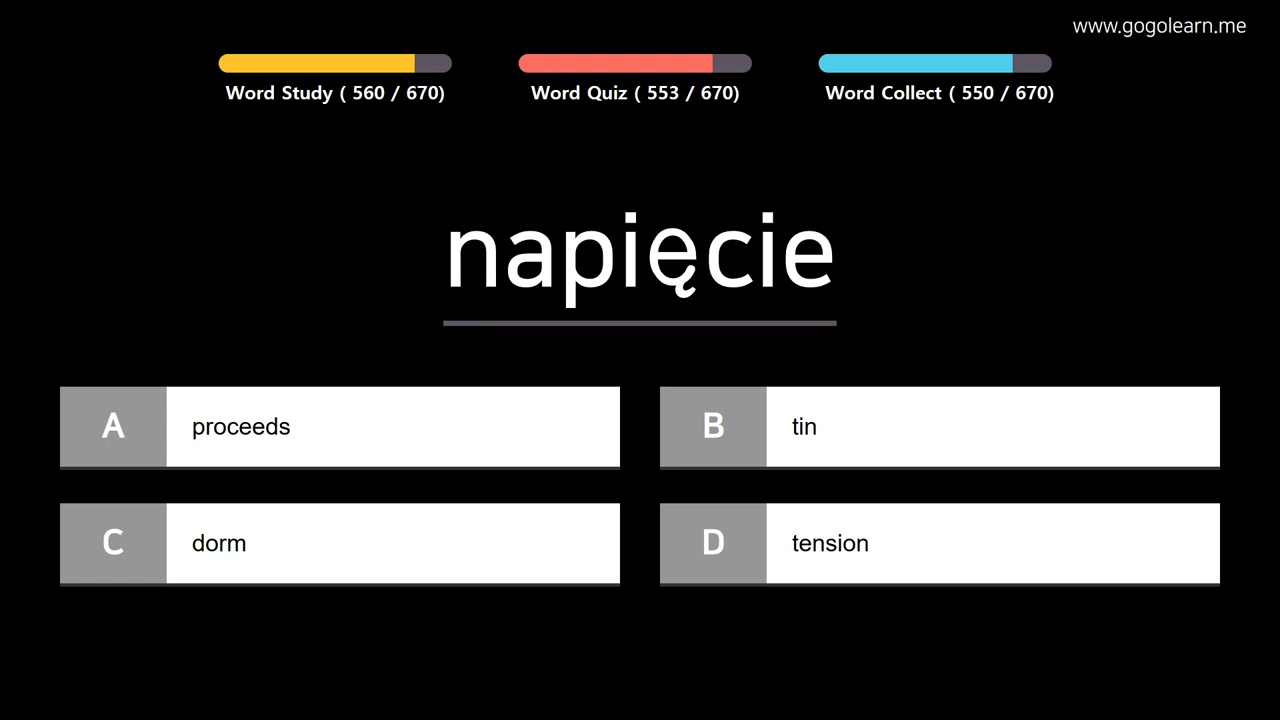 www.gogolearn.me
Word Study ( 560 / 670)
Word Quiz ( 553 / 670)
Word Collect ( 550 / 670)
napięcie
A proceeds
B tin
C dorm
D tension